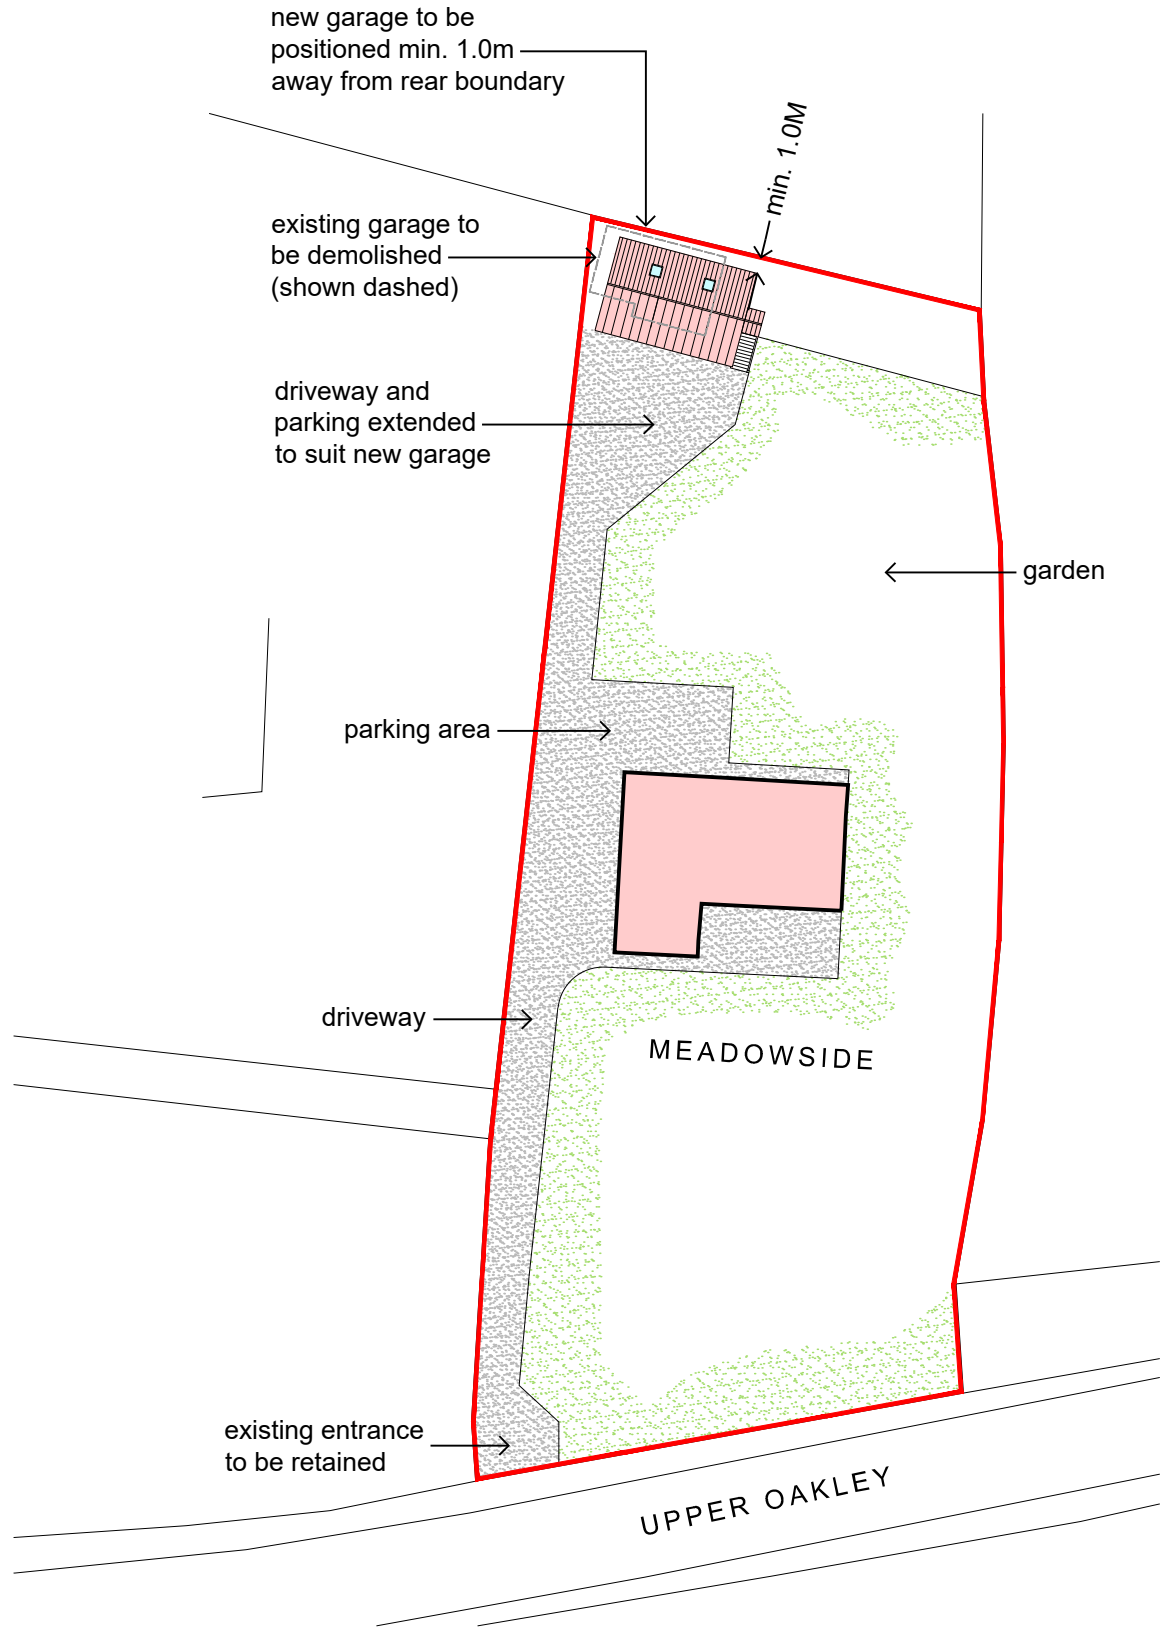 new garage to be
positioned min. 1.0m
away from rear boundary
min. 1.0M
existing garage to
be demolished
(shown dashed)
driveway and
parking extended
to suit new garage
garden
parking area
driveway
MEADOWSIDE
existing entrance
to be retained
UPPER OAKLEY